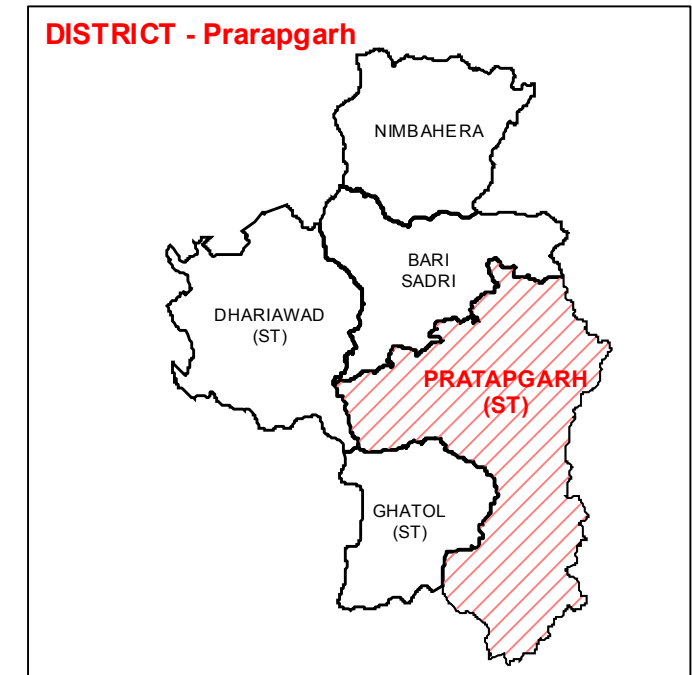 DISTRICT - Prarapgarh
NIMBAHERA
BARI
SADRI
DHARIAWAD
(ST)
PRATAPGARH
(ST)
GHATOL
(ST)